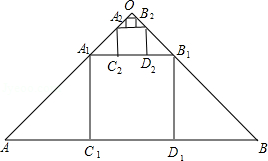 O
A₂ B₂
A₁ B₁
C₂ D₂
A C₁ D₁ B